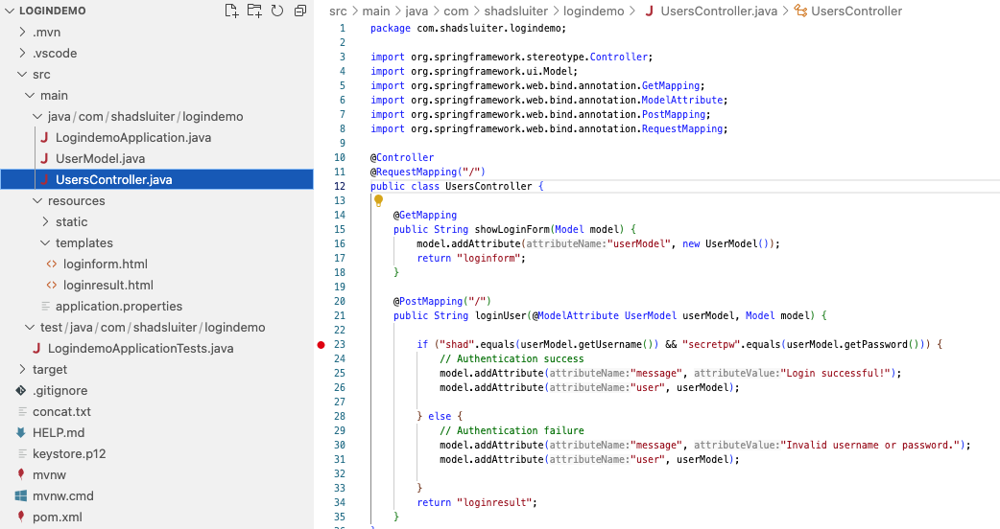 LOGINDEMO
.mvn
.vscode
src
main
java/com/shadsluiter/logindemo
LogindemoApplication.java
UserModel.java
UsersController.java
resources
static
templates
loginform.html
loginresult.html
application.properties
test/java/com/shadsluiter/logindemo
LogindemoApplicationTests.java
target
.gitignore
concat.txt
HELP.md
keystore.p12
mvnw
mvnw.cmd
pom.xml
src > main > java > com > shadsluiter > logindemo > J UsersController.java > UsersController
1 package com.shadsluiter.logindemo;
2
3 import org.springframework.stereotype.Controller;
4 import org.springframework.ui.Model;
5 import org.springframework.web.bind.annotation.GetMapping;
6 import org.springframework.web.bind.annotation.ModelAttribute;
7 import org.springframework.web.bind.annotation.PostMapping;
8 import org.springframework.web.bind.annotation.RequestMapping;
9
10 @Controller
11 @RequestMapping("/")
12 public class UsersController {
13
14 @GetMapping
15 public String showLoginForm(Model model) {
16 model.addAttribute(attributeName:"userModel", new UserModel());
17 return "loginform";
18 }
19
20 @PostMapping("/")
21 public String loginUser(@ModelAttribute UserModel userModel, Model model) {
22
23 if ("shad".equals(userModel.getUsername()) && "secretpw".equals(userModel.getPassword())) {
24 // Authentication success
25 model.addAttribute(attributeName:"message", attributeValue:"Login successful!");
26 model.addAttribute(attributeName:"user", userModel);
27
28 } else {
29 // Authentication failure
30 model.addAttribute(attributeName:"message", attributeValue:"Invalid username or password.");
31 model.addAttribute(attributeName:"user", userModel);
32
33 }
34 return "loginresult";
35 }